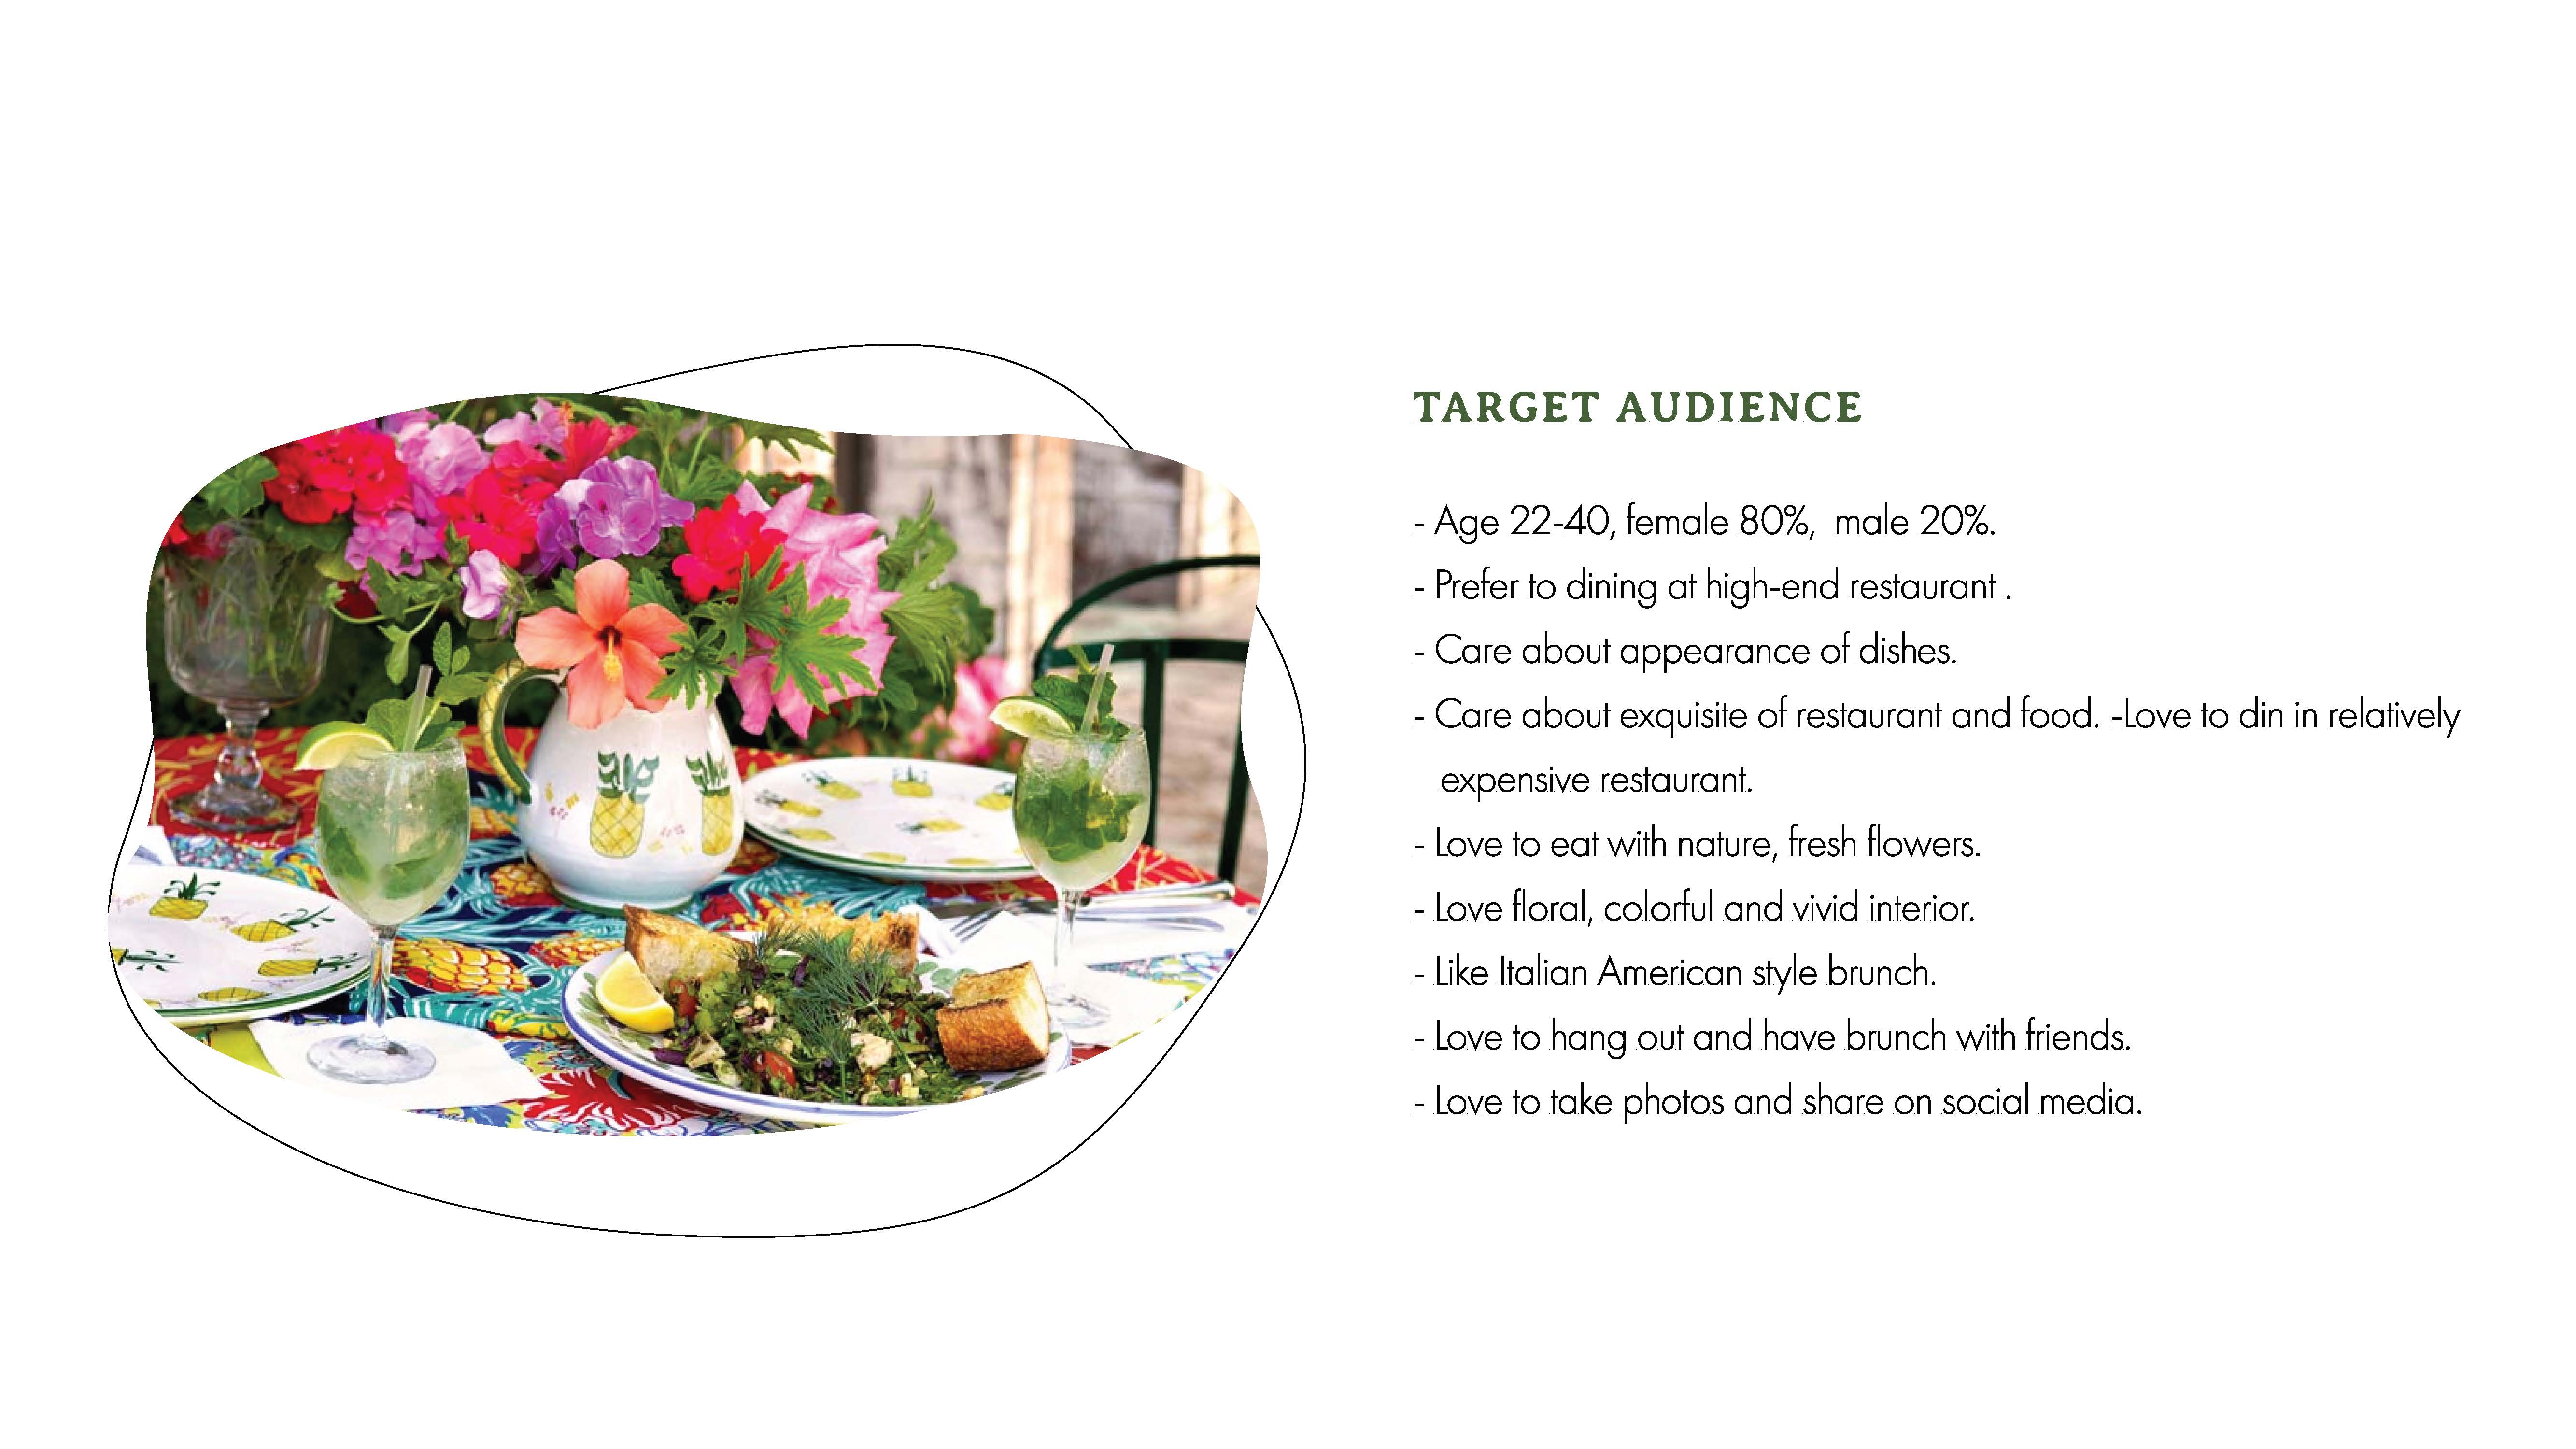 TARGET AUDIENCE
- Age 22-40, female 80%,  male 20%.
- Prefer to dining at high-end restaurant .
- Care about appearance of dishes.
- Care about exquisite of restaurant and food. -Love to din in relatively
expensive restaurant.
- Love to eat with nature, fresh flowers.
- Love floral, colorful and vivid interior.
- Like Italian American style brunch.
- Love to hang out and have brunch with friends.
- Love to take photos and share on social media.